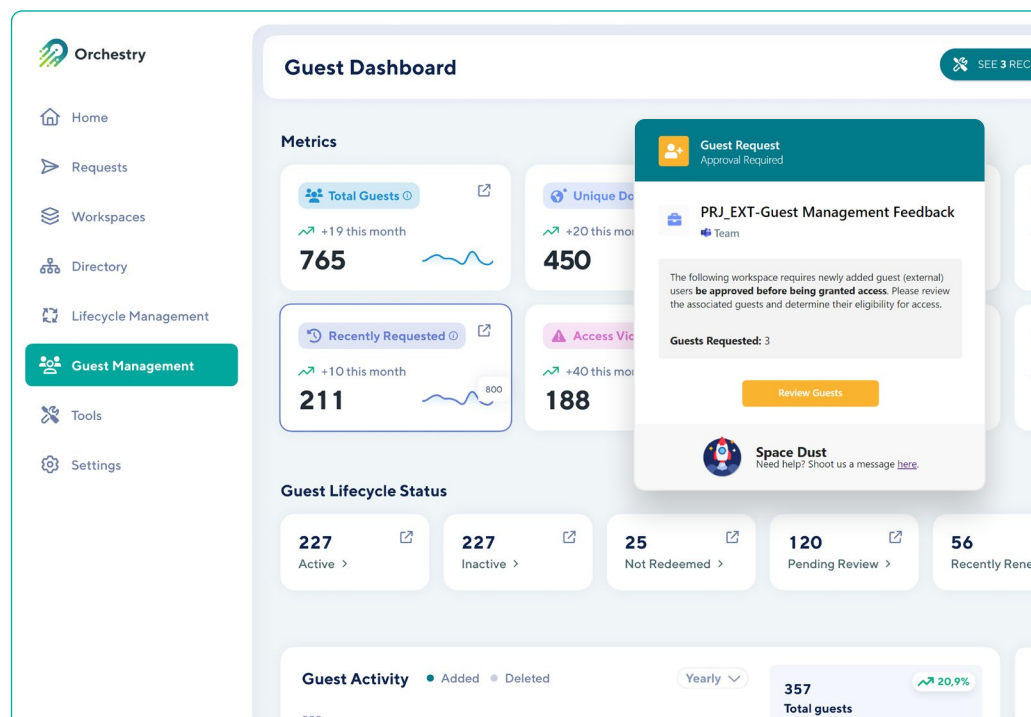 Orchestry
Home
Requests
Workspaces
Directory
Lifecycle Management
Guest Management
Tools
Settings
Guest Dashboard
SEE 3 REC
Metrics
Total Guests
+19 this month
765
Unique Do
+20 this mo
450
Recently Requested
+10 this month
211
800
Access Vio
+40 this mo
188
Guest Request
Approval Required
PRJ_EXT-Guest Management Feedback
Team
The following workspace requires newly added guest (external)
users be approved before being granted access. Please review
the associated guests and determine their eligibility for access.
Guests Requested: 3
Review Guests
Space Dust
Need help? Shoot us a message here.
Guest Lifecycle Status
227
Active >
227
Inactive >
25
Not Redeemed >
120
Pending Review >
56
Recently Rene
Guest Activity
Added
Deleted
Yearly
357
Total guests
20,9%